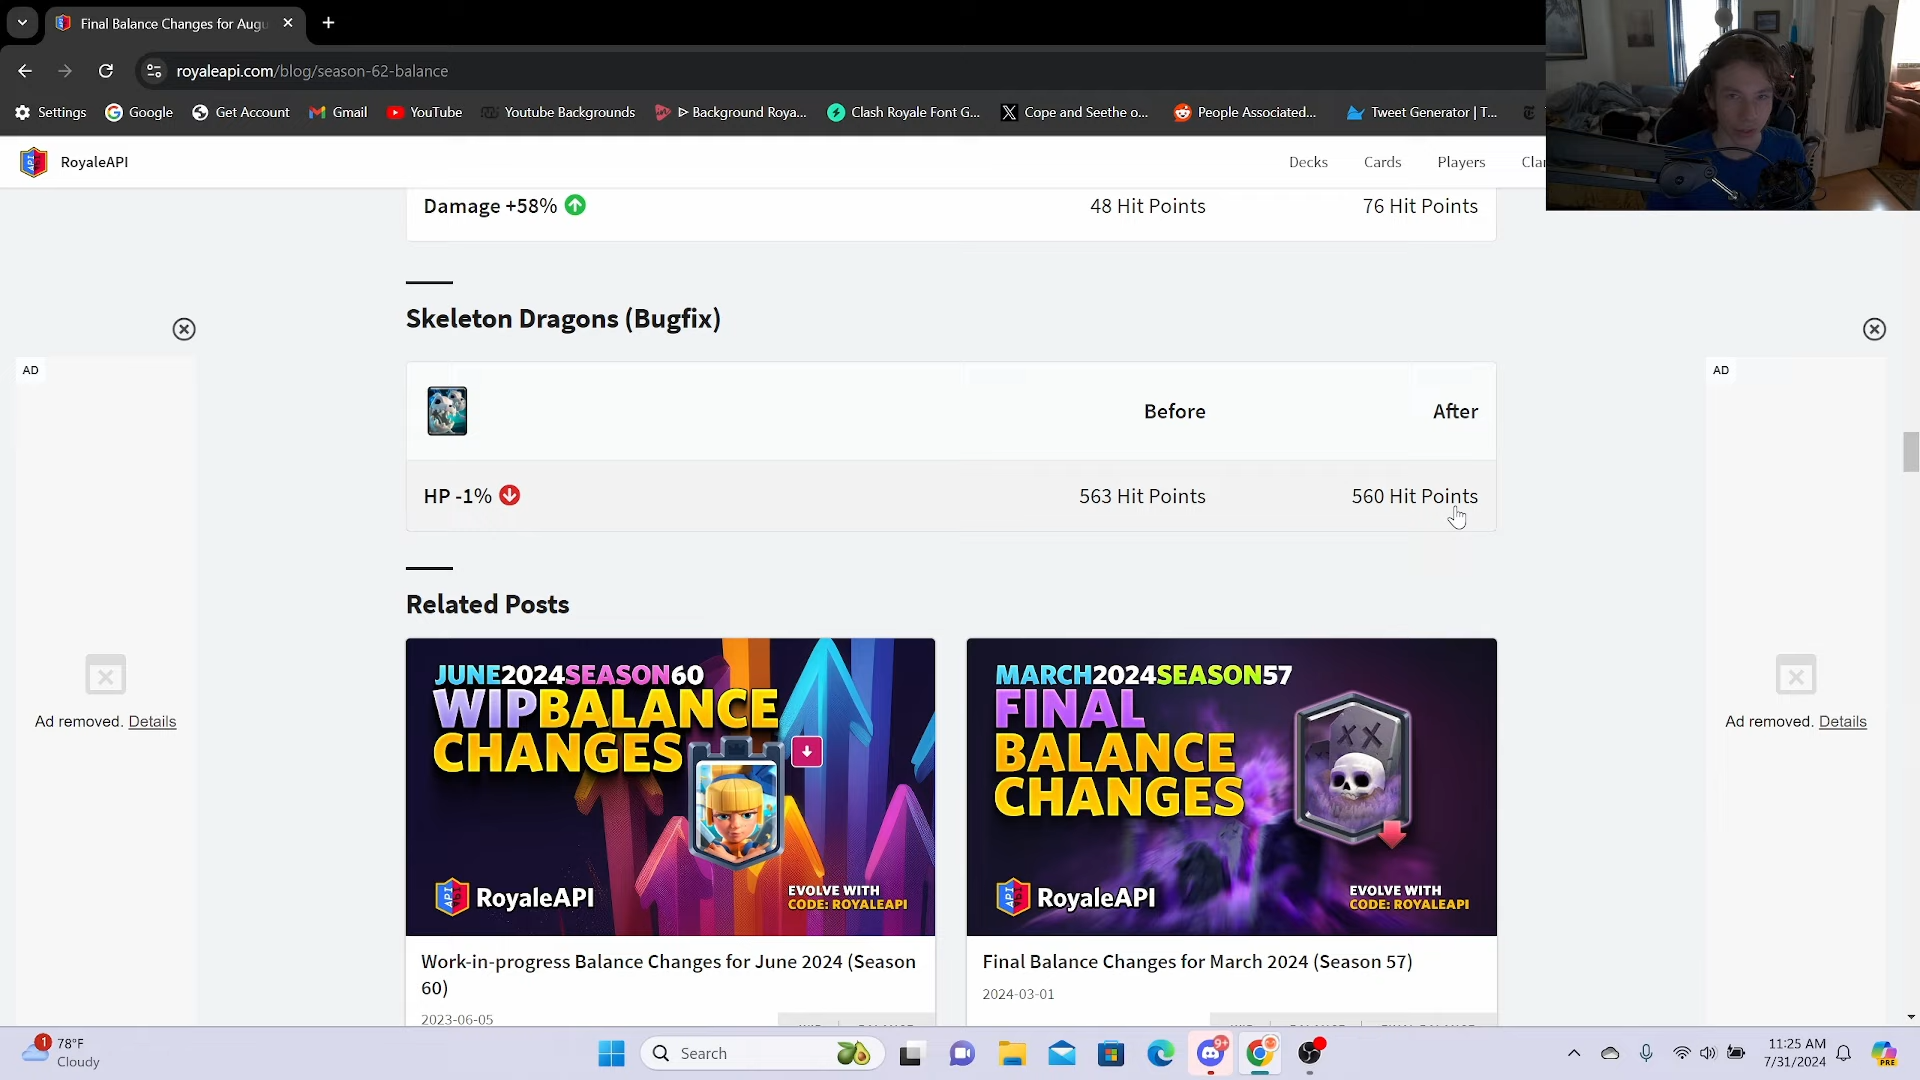 Final Balance Changes for Augu
royaleapi.com/blog/season-62-balance
Settings
Google
Get Account
Gmail
YouTube
Youtube Backgrounds
ᐅ Background Roya...
Clash Royale Font G...
Cope and Seethe o...
People Associated...
Tweet Generator | T...
RoyaleAPI
Decks
Cards
Players
Clan
Damage +58%
48 Hit Points
76 Hit Points
Skeleton Dragons (Bugfix)
AD
AD
Before
After
HP -1%
563 Hit Points
560 Hit Points
Related Posts
Ad removed. Details
Ad removed. Details
JUNE2024SEASON60
WIPBALANCE
CHANGES
RoyaleAPI
EVOLVE WITH
CODE: ROYALEAPI
MARCH2024SEASON57
FINAL
BALANCE
CHANGES
RoyaleAPI
EVOLVE WITH
CODE: ROYALEAPI
Work-in-progress Balance Changes for June 2024 (Season
60)
2023-06-05
Final Balance Changes for March 2024 (Season 57)
2024-03-01
1
78°F
Cloudy
Search
9+
11:25 AM
7/31/2024
PRE